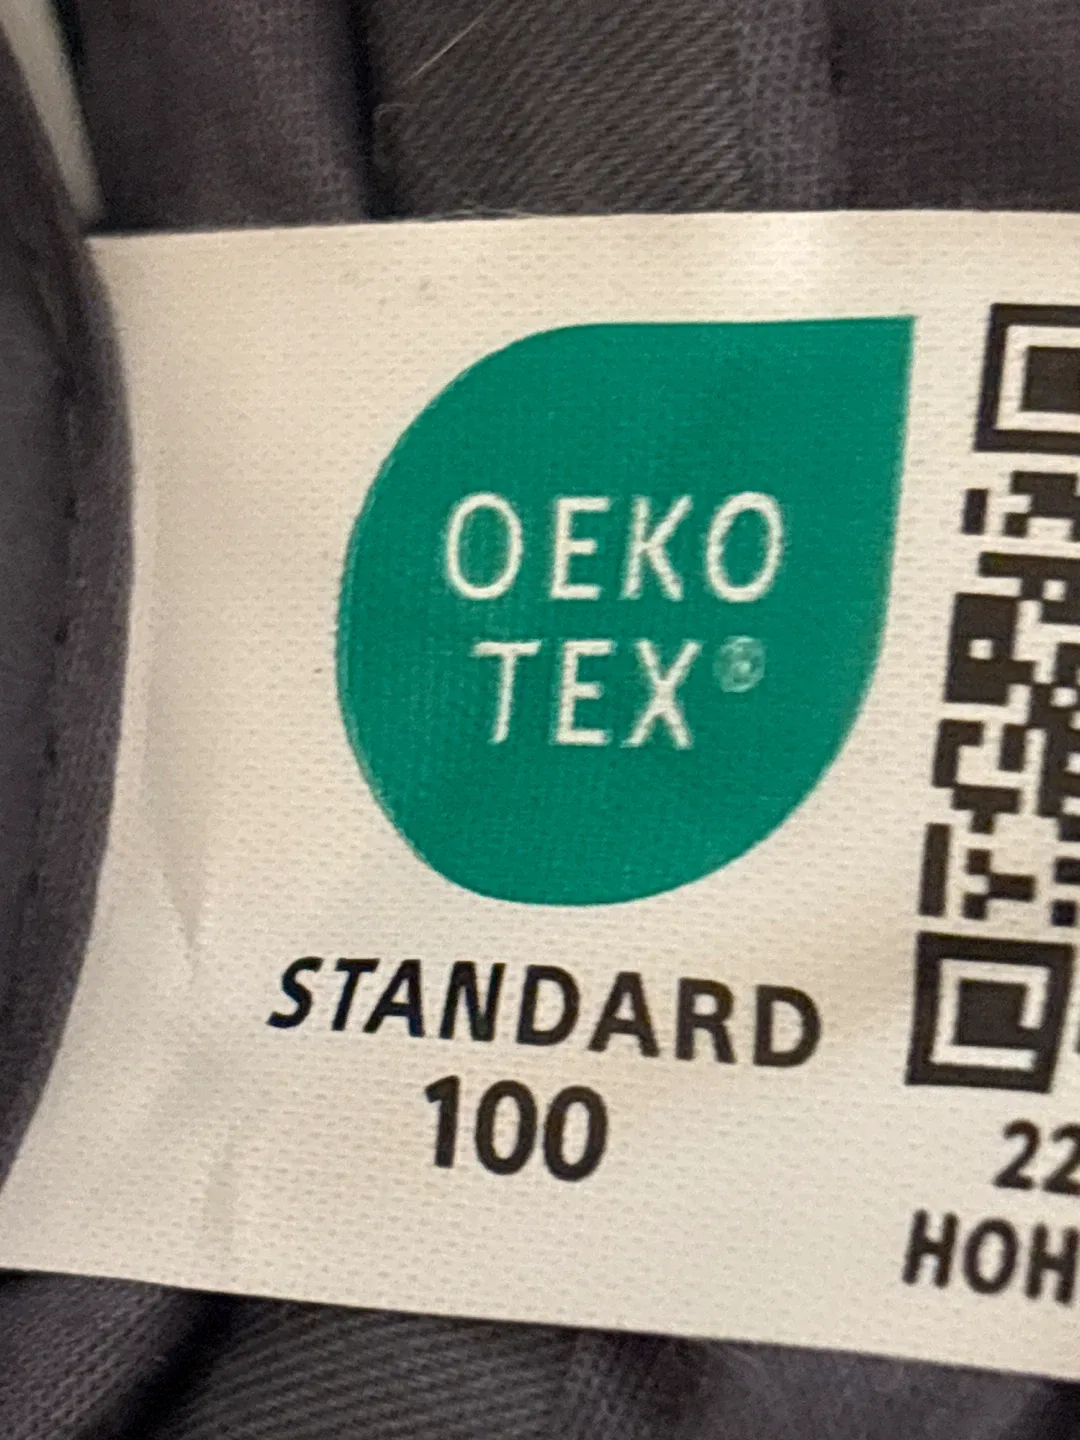 OEKO
TEX®
STANDARD
100
22
HOH